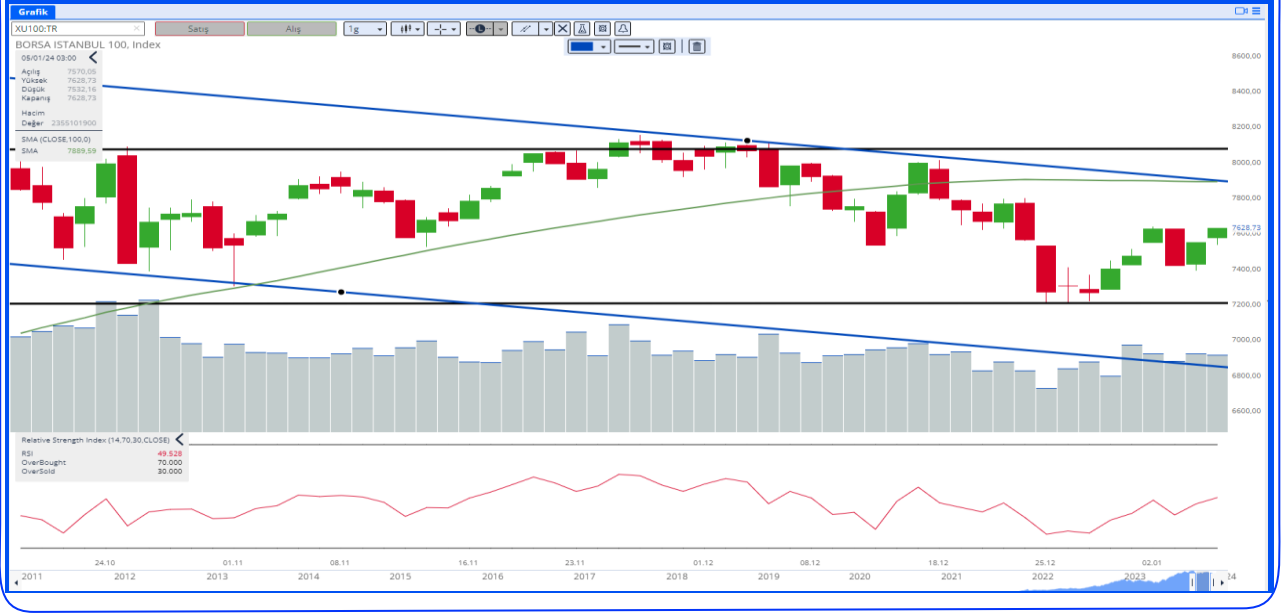 Grafik
XU100:TR
Satış
Alış
1g
L
BORSA ISTANBUL 100, Index
05/01/24 03:00
Açılış 7570,05
Yüksek 7628,73
Düşük 7532,16
Kapanış 7628,73
Hacim
Değer 2355101900
SMA (CLOSE,100,0)
SMA 7889,59
8600,00
8400,00
8200,00
8000,00
7800,00
7628.73
7600,00
7400,00
7200,00
7000,00
6800,00
6600,00
Relative Strength Index (14,70,30,CLOSE)
RSI 49.528
OverBought 70.000
OverSold 30.000
24.10 01.11 08.11 16.11 23.11 01.12 08.12 18.12 25.12 02.01
2011 2012 2013 2014 2015 2016 2017 2018 2019 2020 2021 2022 2023 24